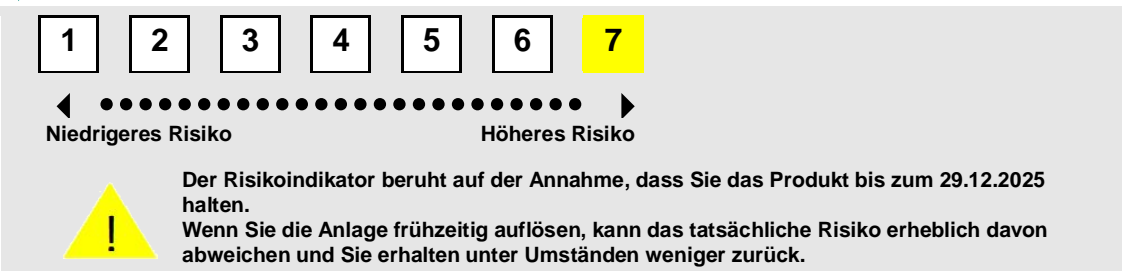 1 2 3 4 5 6 7
Niedrigeres Risiko Höheres Risiko
Der Risikoindikator beruht auf der Annahme, dass Sie das Produkt bis zum 29.12.2025
halten.
Wenn Sie die Anlage frühzeitig auflösen, kann das tatsächliche Risiko erheblich davon
abweichen und Sie erhalten unter Umständen weniger zurück.
!